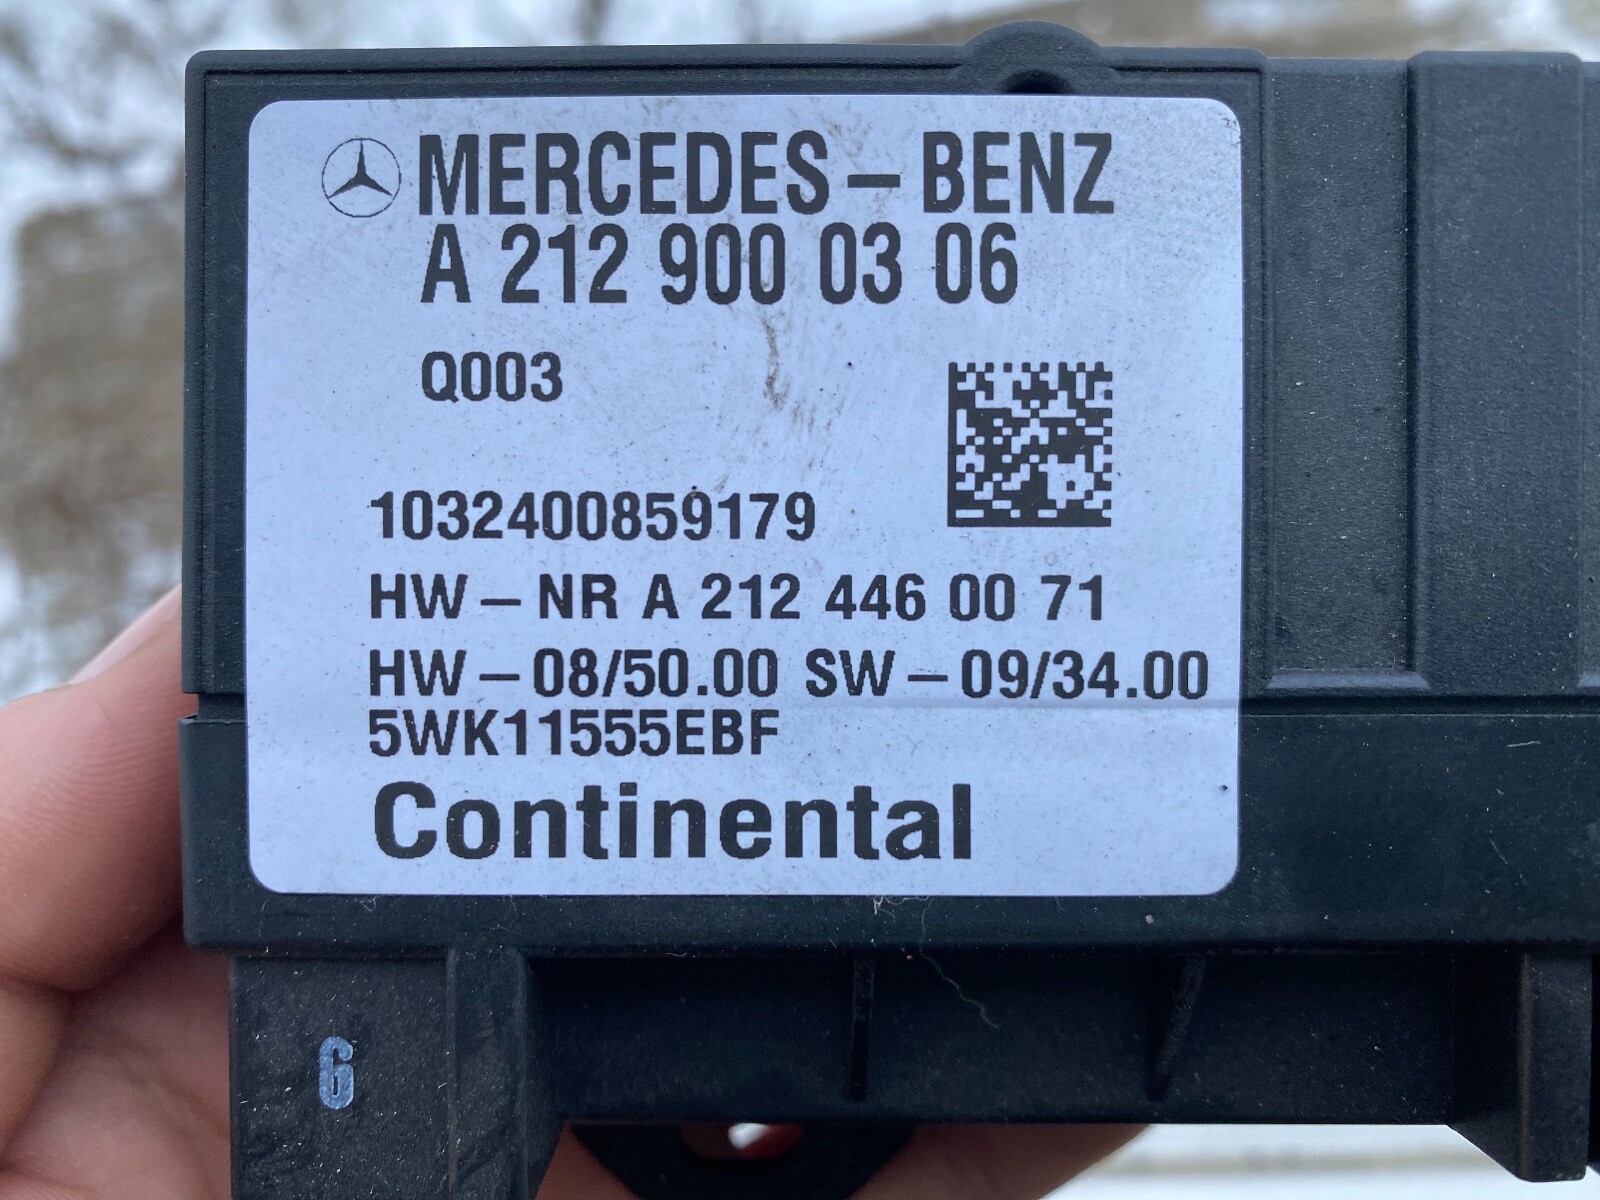 MERCEDES - BENZ
A 212 900 03 06
Q003
1032400859179
HW - NR A 212 446 00 71
HW - 08/50.00 SW - 09/34.00
5WK11555EBF
Continental
6